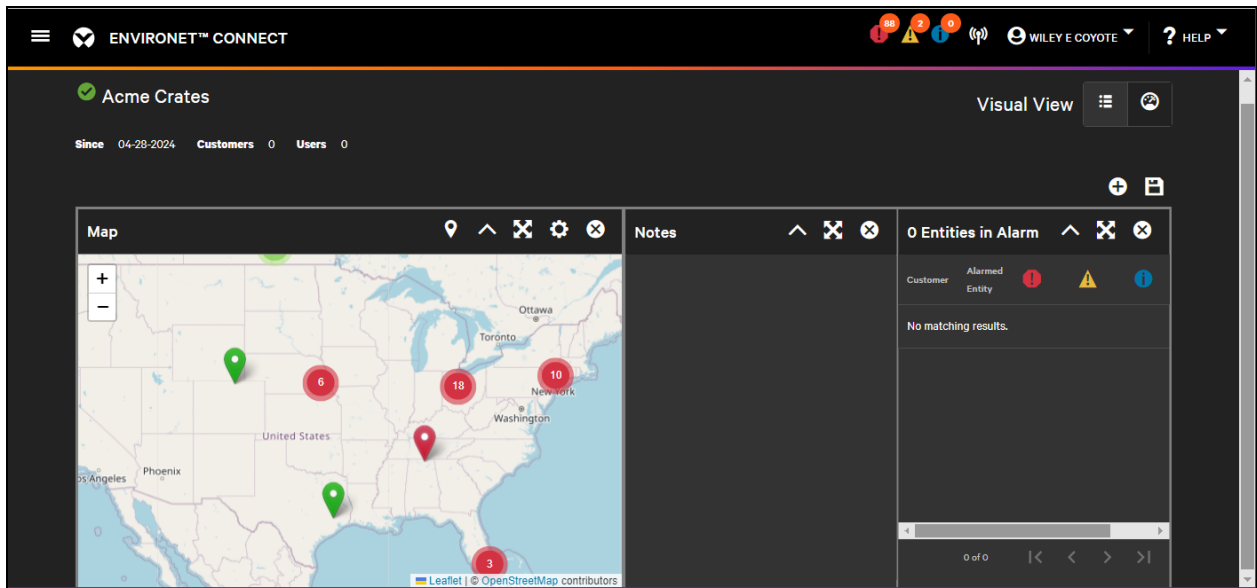 ENVIRONET™ CONNECT
88
2
0
WILEY E COYOTE
? HELP
Acme Crates
Visual View
Since 04-28-2024 Customers 0 Users 0
Map
Notes
0 Entities in Alarm
+
−
Customer
Alarmed
Entity
No matching results.
Ottawa
Toronto
6
18
10
New York
Washington
United States
Phoenix
os Angeles
3
Leaflet | © OpenStreetMap contributors
0 of 0